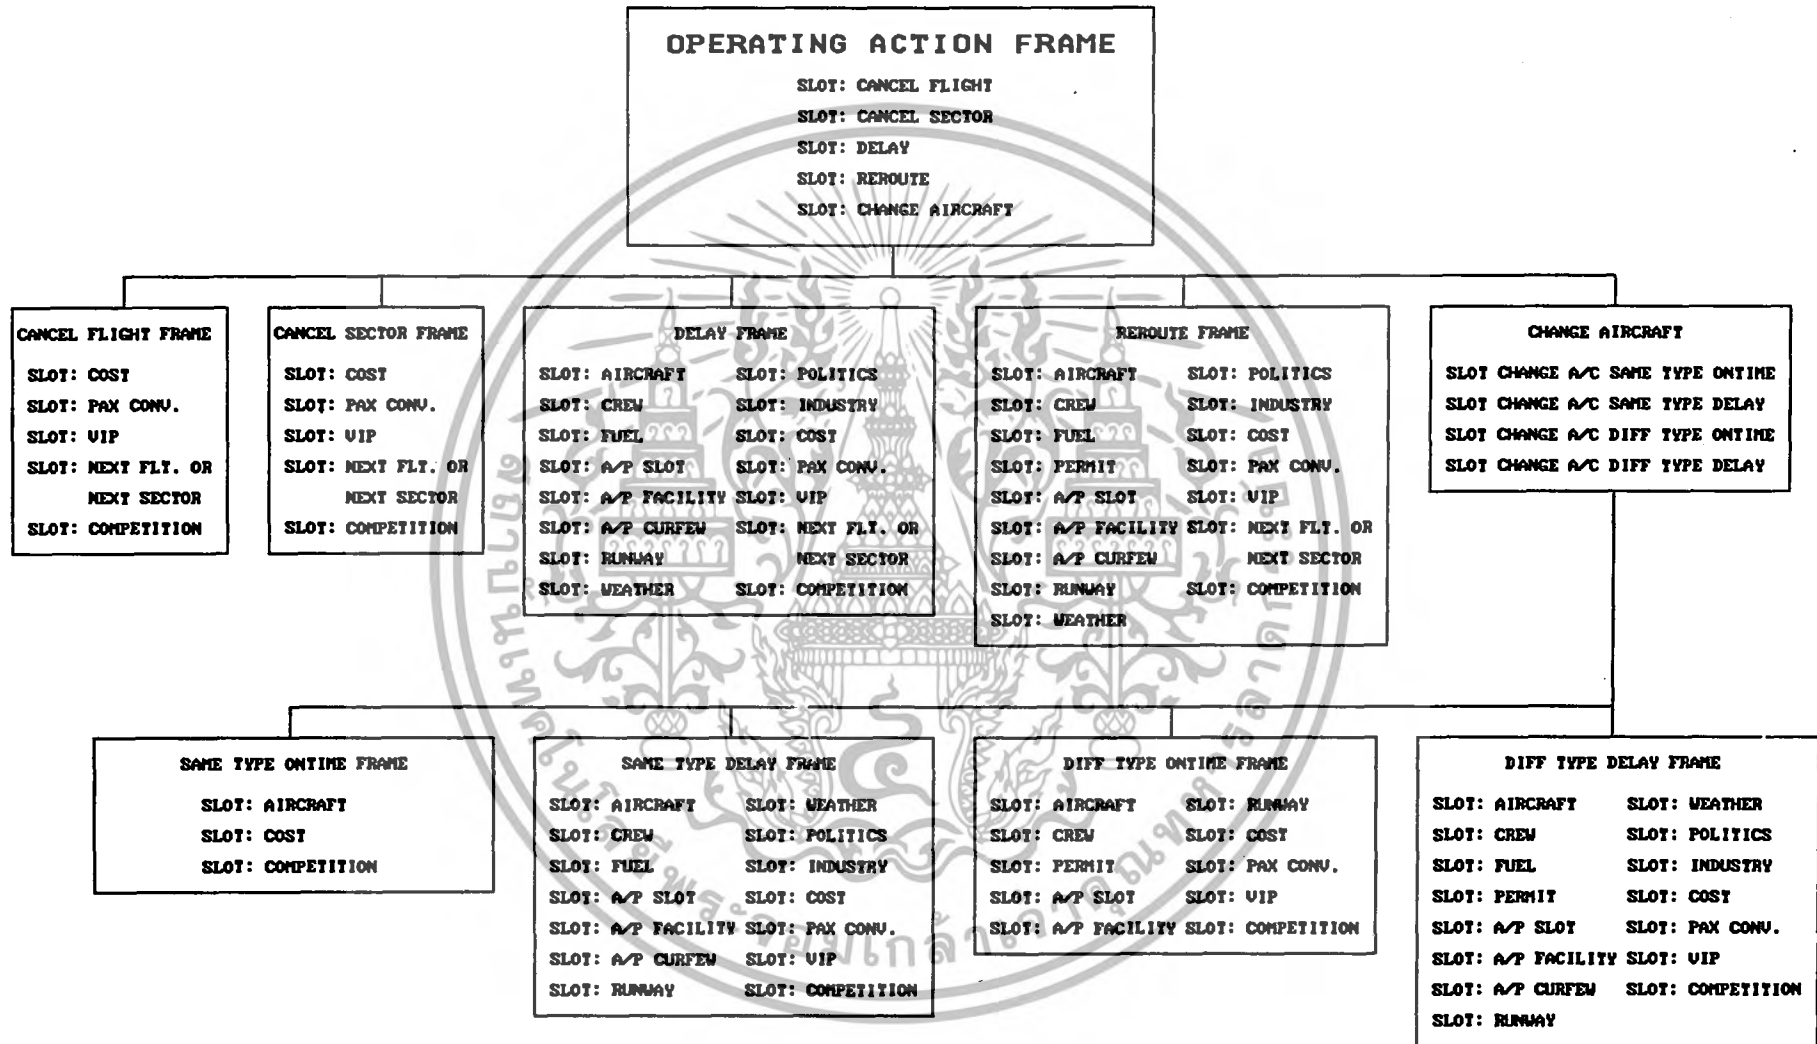 OPERATING ACTION FRAME
SLOT: CANCEL FLIGHT
SLOT: CANCEL SECTOR
SLOT: DELAY
SLOT: REROUTE
SLOT: CHANGE AIRCRAFT
CANCEL FLIGHT FRAME
SLOT: COST
SLOT: PAX CONV.
SLOT: VIP
SLOT: NEXT FLT. OR
NEXT SECTOR
SLOT: COMPETITION
CANCEL SECTOR FRAME
SLOT: COST
SLOT: PAX CONV.
SLOT: VIP
SLOT: NEXT FLT. OR
NEXT SECTOR
SLOT: COMPETITION
DELAY FRAME
SLOT: AIRCRAFT SLOT: POLITICS
SLOT: CREW SLOT: INDUSTRY
SLOT: FUEL SLOT: COST
SLOT: A/P SLOT SLOT: PAX CONV.
SLOT: A/P FACILITY SLOT: VIP
SLOT: A/P CURFEW SLOT: NEXT FLT. OR
SLOT: RUNWAY NEXT SECTOR
SLOT: WEATHER SLOT: COMPETITION
REROUTE FRAME
SLOT: AIRCRAFT SLOT: POLITICS
SLOT: CREW SLOT: INDUSTRY
SLOT: FUEL SLOT: COST
SLOT: PERMIT SLOT: PAX CONV.
SLOT: A/P SLOT SLOT: VIP
SLOT: A/P FACILITY SLOT: NEXT FLT. OR
SLOT: A/P CURFEW NEXT SECTOR
SLOT: RUNWAY SLOT: COMPETITION
SLOT: WEATHER
CHANGE AIRCRAFT
SLOT CHANGE A/C SAME TYPE ONTIME
SLOT CHANGE A/C SAME TYPE DELAY
SLOT CHANGE A/C DIFF TYPE ONTIME
SLOT CHANGE A/C DIFF TYPE DELAY
SAME TYPE ONTIME FRAME
SLOT: AIRCRAFT
SLOT: COST
SLOT: COMPETITION
SAME TYPE DELAY FRAME
SLOT: AIRCRAFT SLOT: WEATHER
SLOT: CREW SLOT: POLITICS
SLOT: FUEL SLOT: INDUSTRY
SLOT: A/P SLOT SLOT: COST
SLOT: A/P FACILITY SLOT: PAX CONV.
SLOT: A/P CURFEW SLOT: VIP
SLOT: RUNWAY SLOT: COMPETITION
DIFF TYPE ONTIME FRAME
SLOT: AIRCRAFT SLOT: RUNWAY
SLOT: CREW SLOT: COST
SLOT: PERMIT SLOT: PAX CONV.
SLOT: A/P SLOT SLOT: VIP
SLOT: A/P FACILITY SLOT: COMPETITION
DIFF TYPE DELAY FRAME
SLOT: AIRCRAFT SLOT: WEATHER
SLOT: CREW SLOT: POLITICS
SLOT: FUEL SLOT: INDUSTRY
SLOT: PERMIT SLOT: COST
SLOT: A/P SLOT SLOT: PAX CONV.
SLOT: A/P FACILITY SLOT: VIP
SLOT: A/P CURFEW SLOT: COMPETITION
SLOT: RUNWAY